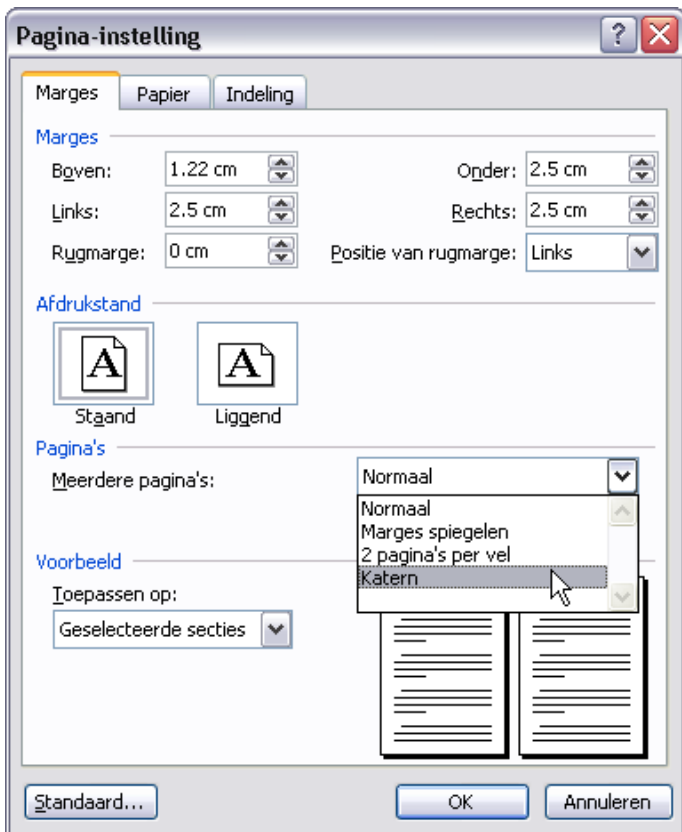 Pagina-instelling
Marges Papier Indeling
Marges
Boven: 1.22 cm Onder: 2.5 cm
Links: 2.5 cm Rechts: 2.5 cm
Rugmarge: 0 cm Positie van rugmarge: Links
Afdrukstand
A A
Staand Liggend
Pagina's
Meerdere pagina's: Normaal
Normaal
Marges spiegelen
2 pagina's per vel
Katern
Voorbeeld
Toepassen op:
Geselecteerde secties
Standaard... OK Annuleren